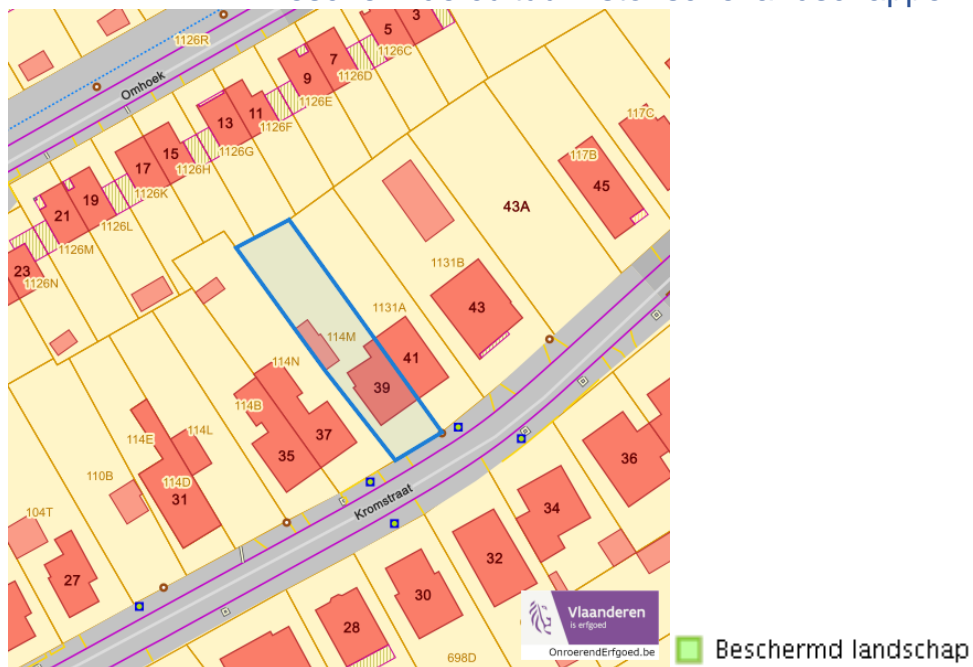 1126R
Omhoek
5
3
1126C
7
9
1126D
1126E
11
13
1126F
1126G
15
17
1126H
1126K
19
21
1126L
1126M
23
1126N
117C
117B
45
43A
1131B
43
1131A
114M
41
39
114N
114B
37
35
114E
114L
110B
114D
31
104T
27
Kromstraat
36
34
32
30
28
698D
Vlaanderen
is erfgoed
OnroerendErfgoed.be
Beschermd landschap